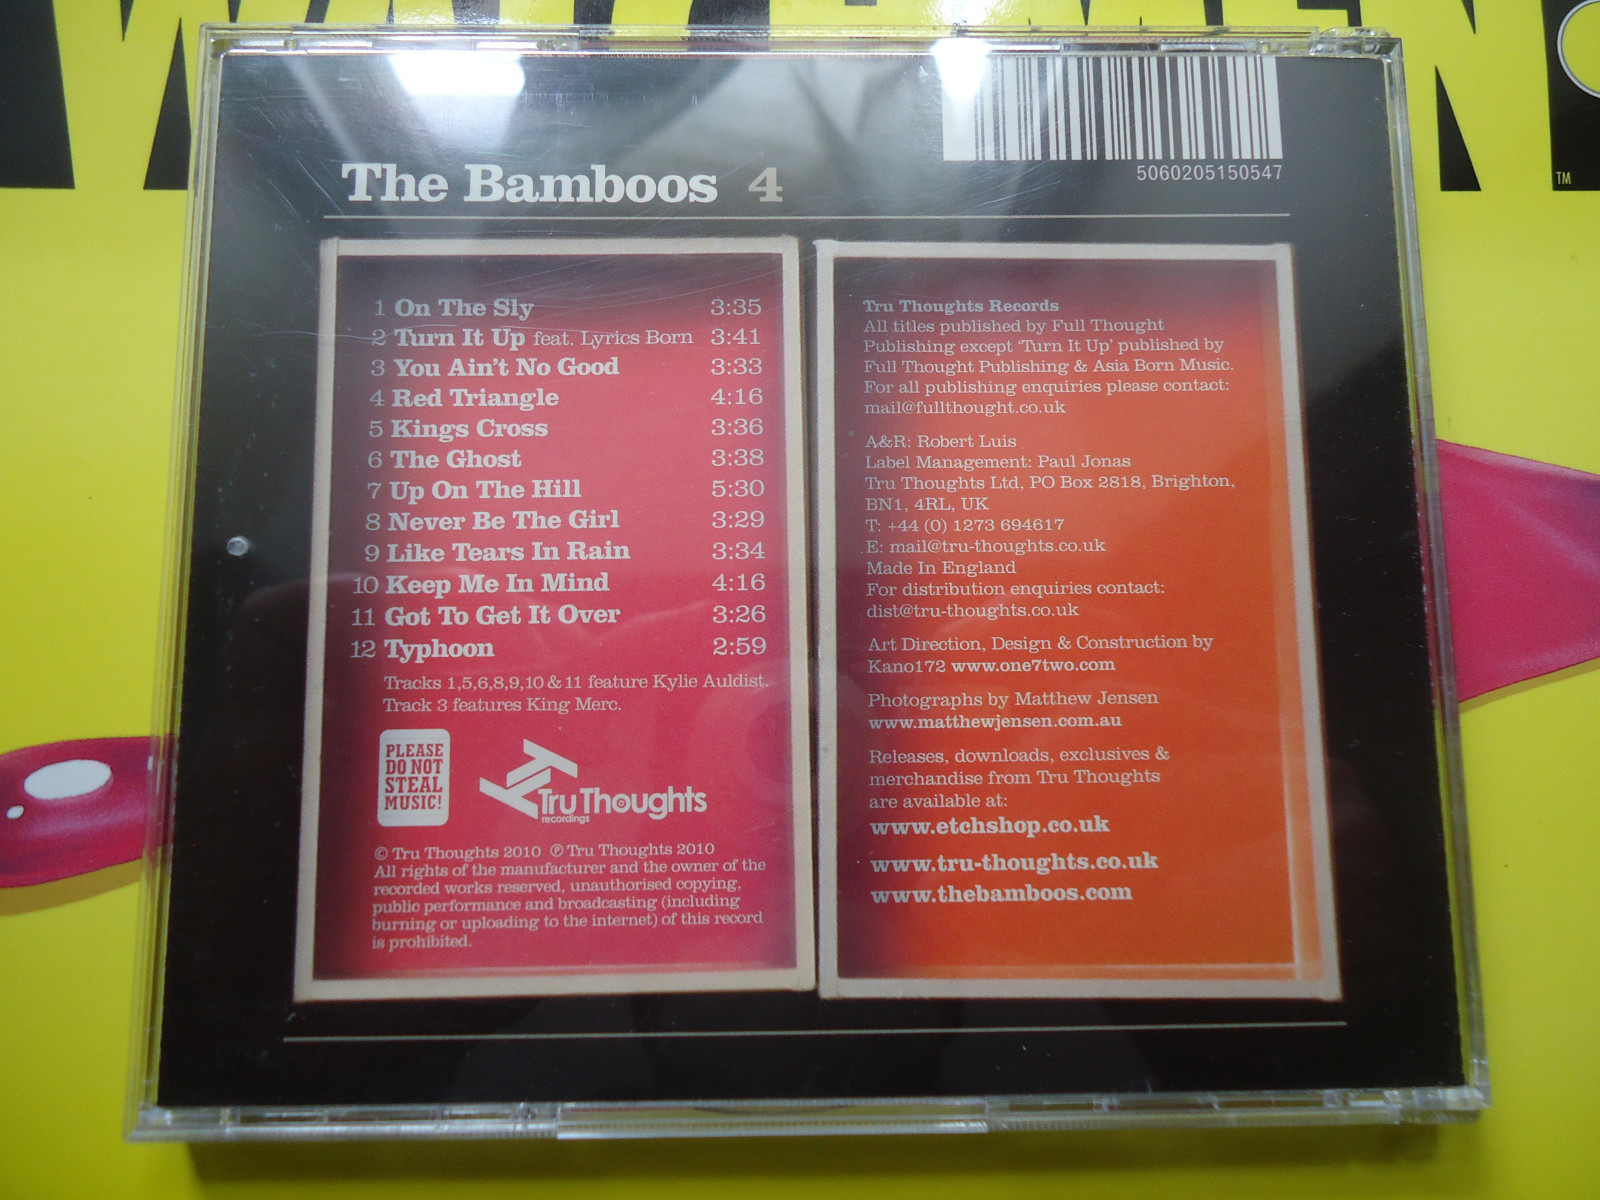 WATCHMEN
TM
5060205150547
The Bamboos 4
1 On The Sly 3:35
2 Turn It Up feat. Lyrics Born 3:41
3 You Ain't No Good 3:33
4 Red Triangle 4:16
5 Kings Cross 3:36
6 The Ghost 3:38
7 Up On The Hill 5:30
8 Never Be The Girl 3:29
9 Like Tears In Rain 3:34
10 Keep Me In Mind 4:16
11 Got To Get It Over 3:26
12 Typhoon 2:59
Tracks 1,5,6,8,9,10 & 11 feature Kylie Auldist.
Track 3 features King Merc.
PLEASE
DO NOT
STEAL
MUSIC!
Tru Thoughts
recordings
© Tru Thoughts 2010 ℗ Tru Thoughts 2010
All rights of the manufacturer and the owner of the
recorded works reserved, unauthorised copying,
public performance and broadcasting (including
burning or uploading to the internet) of this record
is prohibited.
Tru Thoughts Records
All titles published by Full Thought
Publishing except 'Turn It Up' published by
Full Thought Publishing & Asia Born Music.
For all publishing enquiries please contact:
mail@fullthought.co.uk
A&R: Robert Luis
Label Management: Paul Jonas
Tru Thoughts Ltd, PO Box 2818, Brighton,
BN1, 4RL, UK
T: +44 (0) 1273 694617
E: mail@tru-thoughts.co.uk
Made In England
For distribution enquiries contact:
dist@tru-thoughts.co.uk
Art Direction, Design & Construction by
Kano172 www.one7two.com
Photographs by Matthew Jensen
www.matthewjensen.com.au
Releases, downloads, exclusives &
merchandise from Tru Thoughts
are available at:
www.etchshop.co.uk
www.tru-thoughts.co.uk
www.thebamboos.com